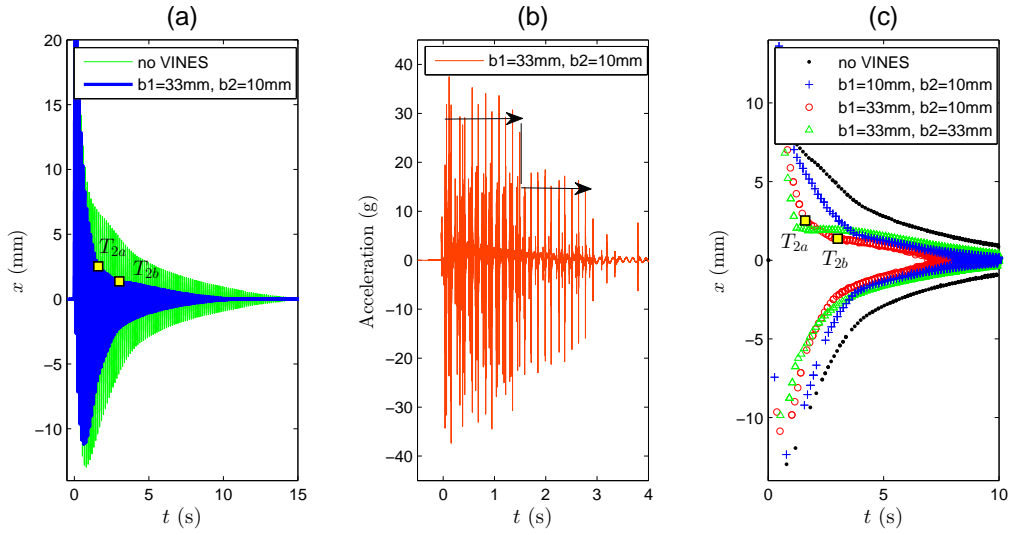 (a)
20
15
10
5
0
−5
−10
0
5
10
15
x (mm)
t (s)
no VINES
b1=33mm, b2=10mm
T2a
T2b
(b)
40
30
20
10
0
−10
−20
−30
−40
0
1
2
3
4
Acceleration (g)
t (s)
b1=33mm, b2=10mm
(c)
10
5
0
−5
−10
0
5
10
x (mm)
t (s)
no VINES
b1=10mm, b2=10mm
b1=33mm, b2=10mm
b1=33mm, b2=33mm
T2a
T2b